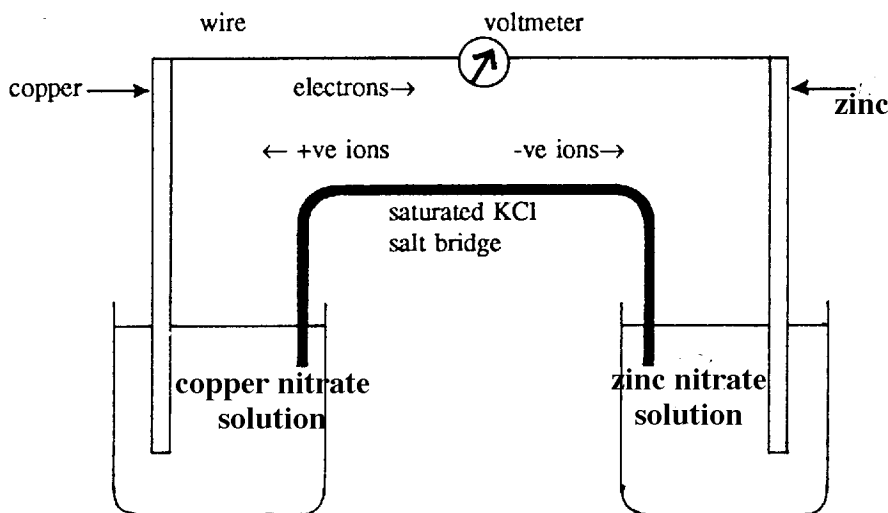 wire
voltmeter
copper
electrons→
zinc
← +ve ions
-ve ions→
saturated KCl
salt bridge
copper nitrate
solution
zinc nitrate
solution